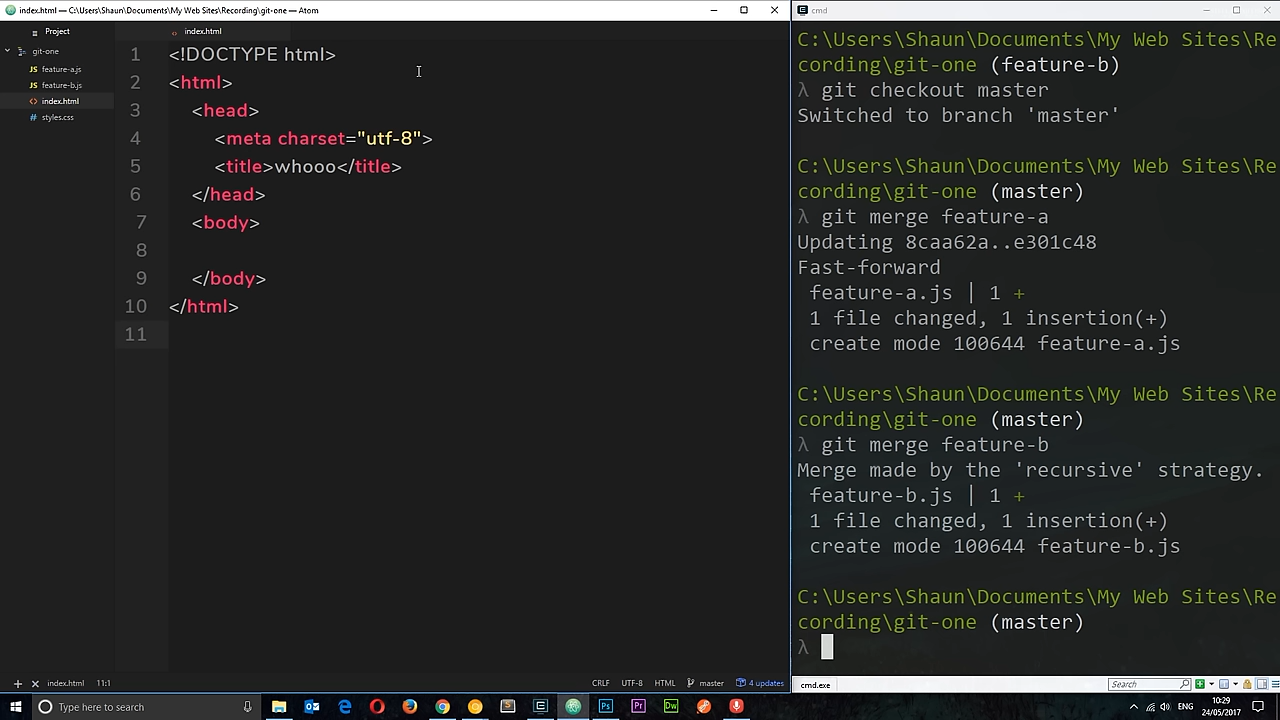 index.html — C:\Users\Shaun\Documents\My Web Sites\Recording\git-one — Atom
Project
git-one
feature-a.js
feature-b.js
index.html
styles.css
index.html
1 <!DOCTYPE html>
2 <html>
3 <head>
4 <meta charset="utf-8">
5 <title>whooo</title>
6 </head>
7 <body>
8
9 </body>
10 </html>
11
index.html 11:1 CRLF UTF-8 HTML master 4 updates
cmd
C:\Users\Shaun\Documents\My Web Sites\Re
cording\git-one (feature-b)
λ git checkout master
Switched to branch 'master'
C:\Users\Shaun\Documents\My Web Sites\Re
cording\git-one (master)
λ git merge feature-a
Updating 8caa62a..e301c48
Fast-forward
feature-a.js | 1 +
1 file changed, 1 insertion(+)
create mode 100644 feature-a.js
C:\Users\Shaun\Documents\My Web Sites\Re
cording\git-one (master)
λ git merge feature-b
Merge made by the 'recursive' strategy.
feature-b.js | 1 +
1 file changed, 1 insertion(+)
create mode 100644 feature-b.js
C:\Users\Shaun\Documents\My Web Sites\Re
cording\git-one (master)
λ
cmd.exe
Search
Type here to search
Ps
Pr
Dw
ENG
10:29
24/05/2017